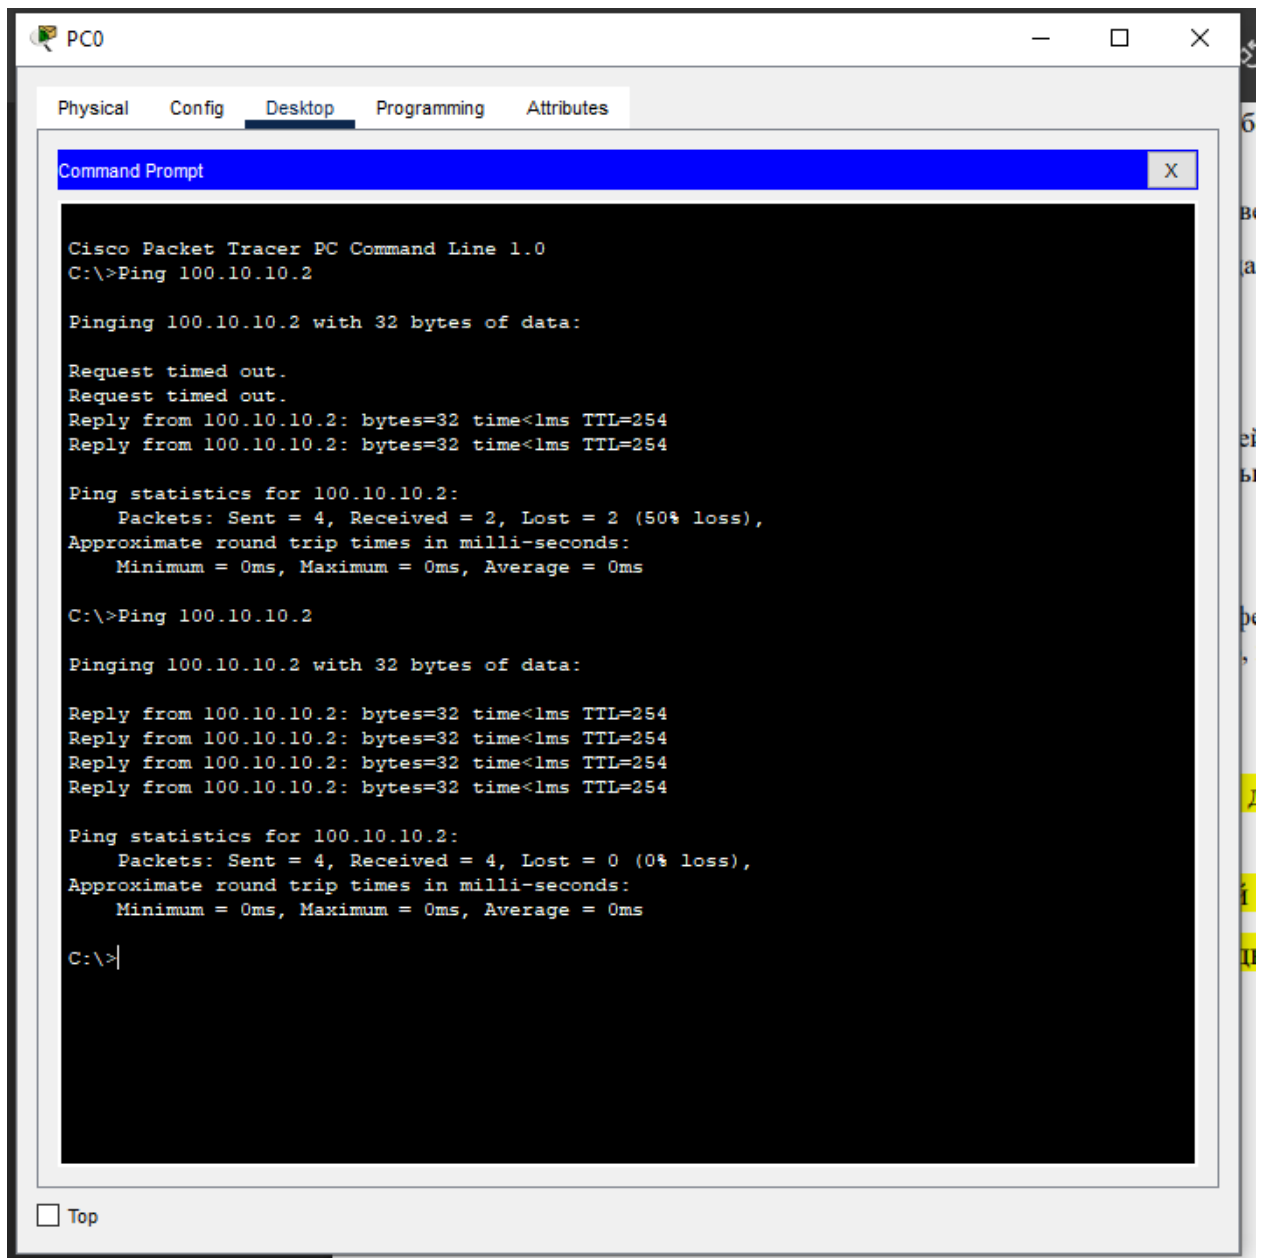 PC0
Physical Config Desktop Programming Attributes
Command Prompt
X
Cisco Packet Tracer PC Command Line 1.0
C:\>Ping 100.10.10.2
Pinging 100.10.10.2 with 32 bytes of data:
Request timed out.
Request timed out.
Reply from 100.10.10.2: bytes=32 time<1ms TTL=254
Reply from 100.10.10.2: bytes=32 time<1ms TTL=254
Ping statistics for 100.10.10.2:
Packets: Sent = 4, Received = 2, Lost = 2 (50% loss),
Approximate round trip times in milli-seconds:
Minimum = 0ms, Maximum = 0ms, Average = 0ms
C:\>Ping 100.10.10.2
Pinging 100.10.10.2 with 32 bytes of data:
Reply from 100.10.10.2: bytes=32 time<1ms TTL=254
Reply from 100.10.10.2: bytes=32 time<1ms TTL=254
Reply from 100.10.10.2: bytes=32 time<1ms TTL=254
Reply from 100.10.10.2: bytes=32 time<1ms TTL=254
Ping statistics for 100.10.10.2:
Packets: Sent = 4, Received = 4, Lost = 0 (0% loss),
Approximate round trip times in milli-seconds:
Minimum = 0ms, Maximum = 0ms, Average = 0ms
C:\>
Top